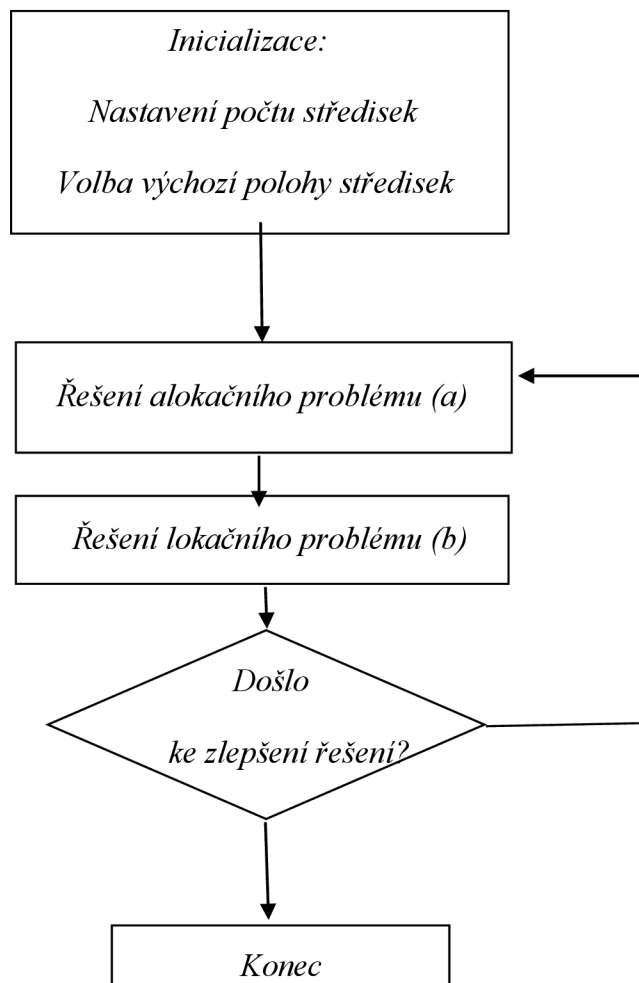 Inicializace:
Nastavení počtu středisek
Volba výchozí polohy středisek
Řešení alokačního problému (a)
Řešení lokačního problému (b)
Došlo
ke zlepšení řešení?
Konec